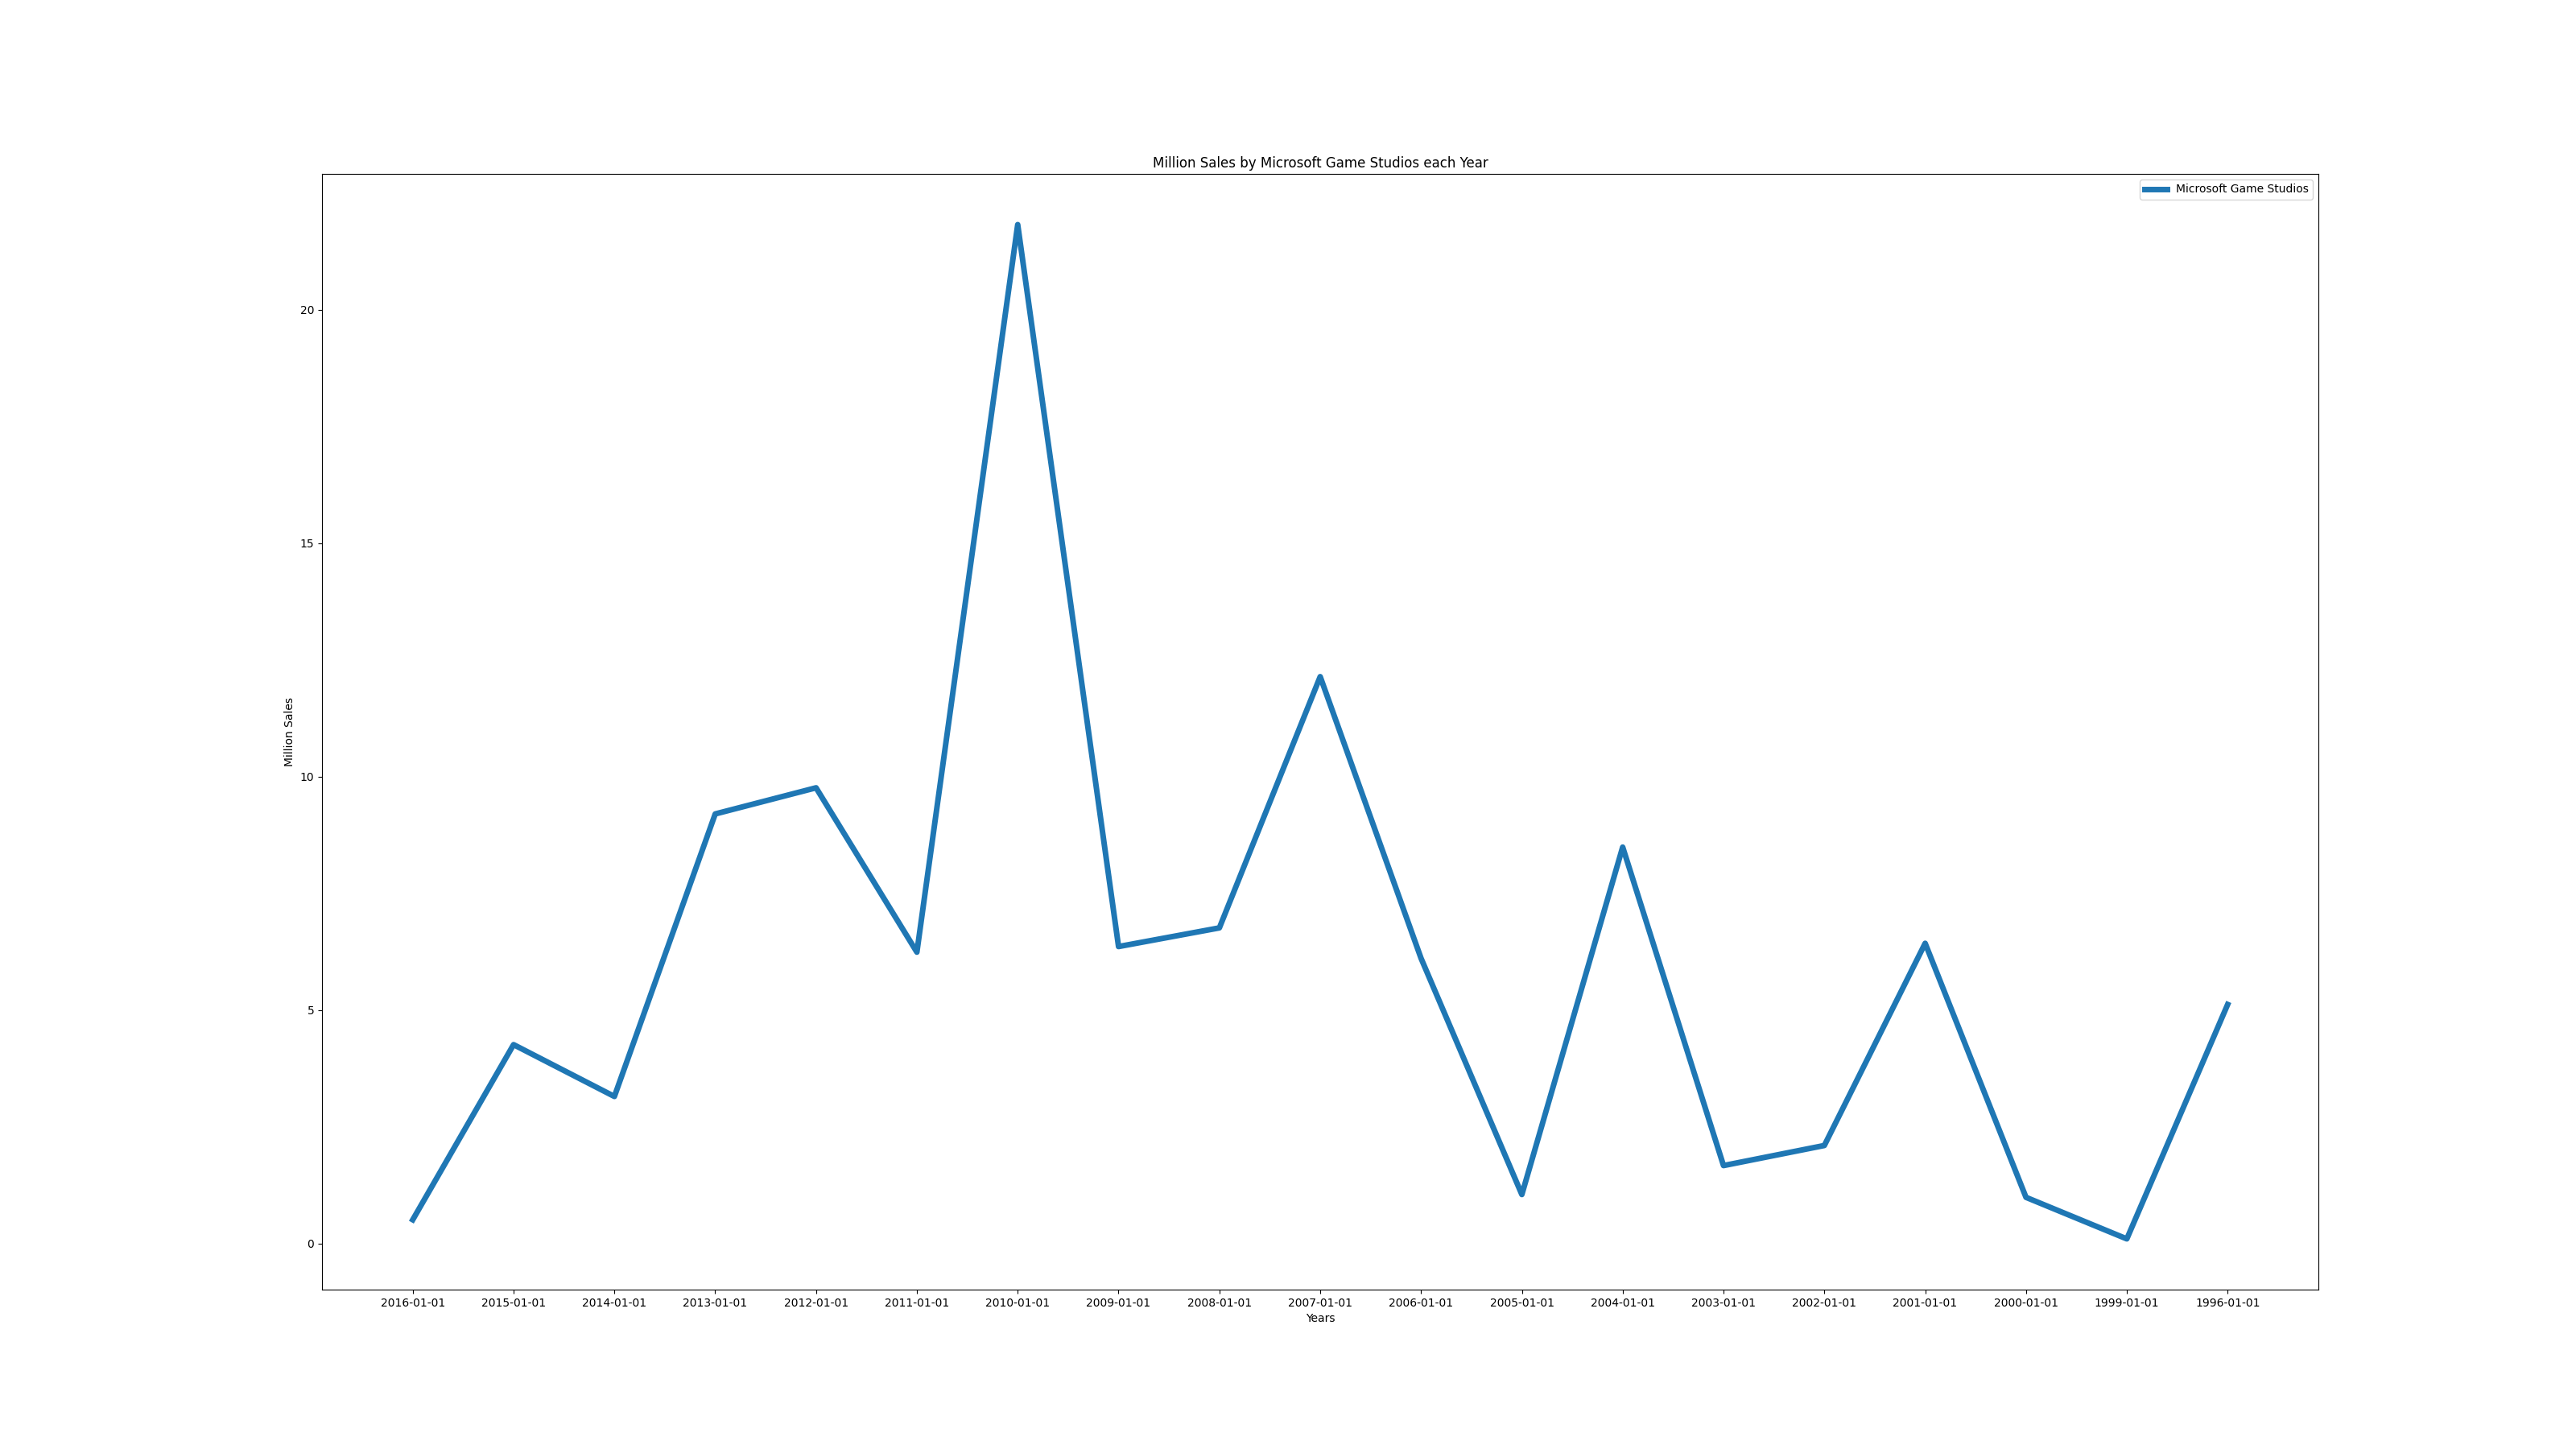 Million Sales by Microsoft Game Studios each Year
Microsoft Game Studios
20
15
10
5
0
Million Sales
2016-01-01 2015-01-01 2014-01-01 2013-01-01 2012-01-01 2011-01-01 2010-01-01 2009-01-01 2008-01-01 2007-01-01 2006-01-01 2005-01-01 2004-01-01 2003-01-01 2002-01-01 2001-01-01 2000-01-01 1999-01-01 1996-01-01
Years